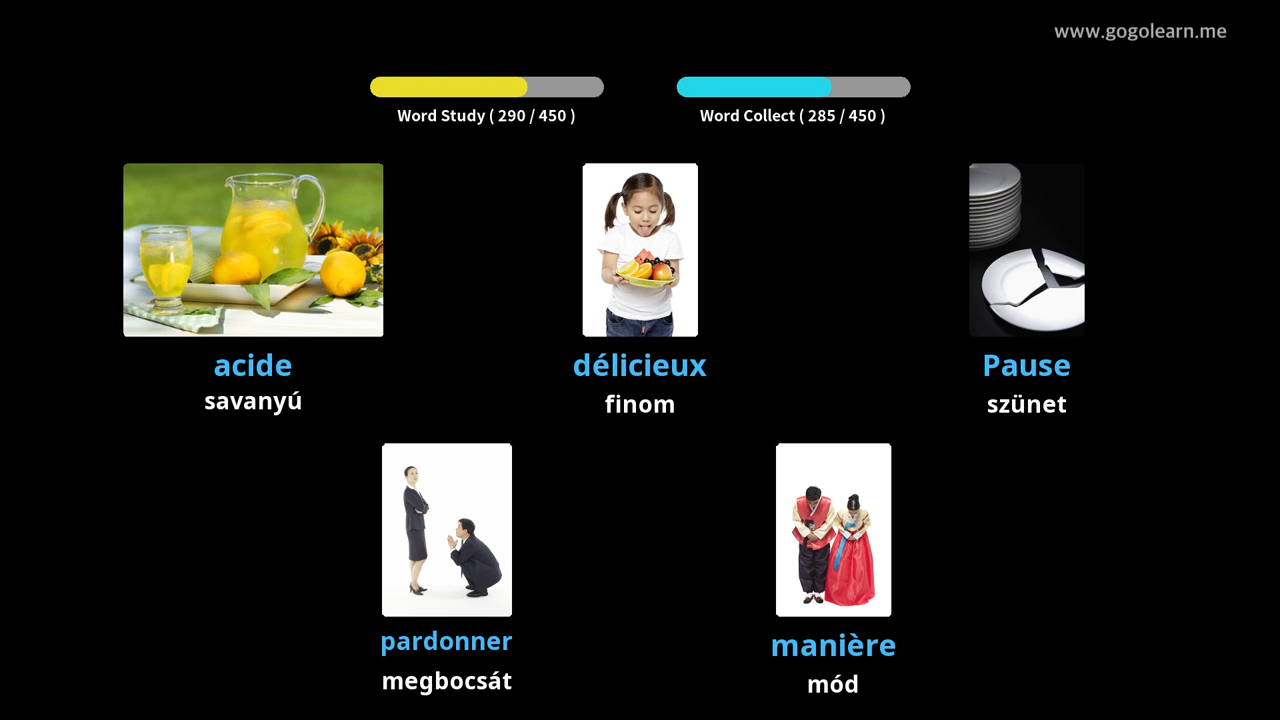 www.gogolearn.me
Word Study ( 290 / 450 )
Word Collect ( 285 / 450 )
acide
savanyú
délicieux
finom
Pause
szünet
pardonner
megbocsát
manière
mód